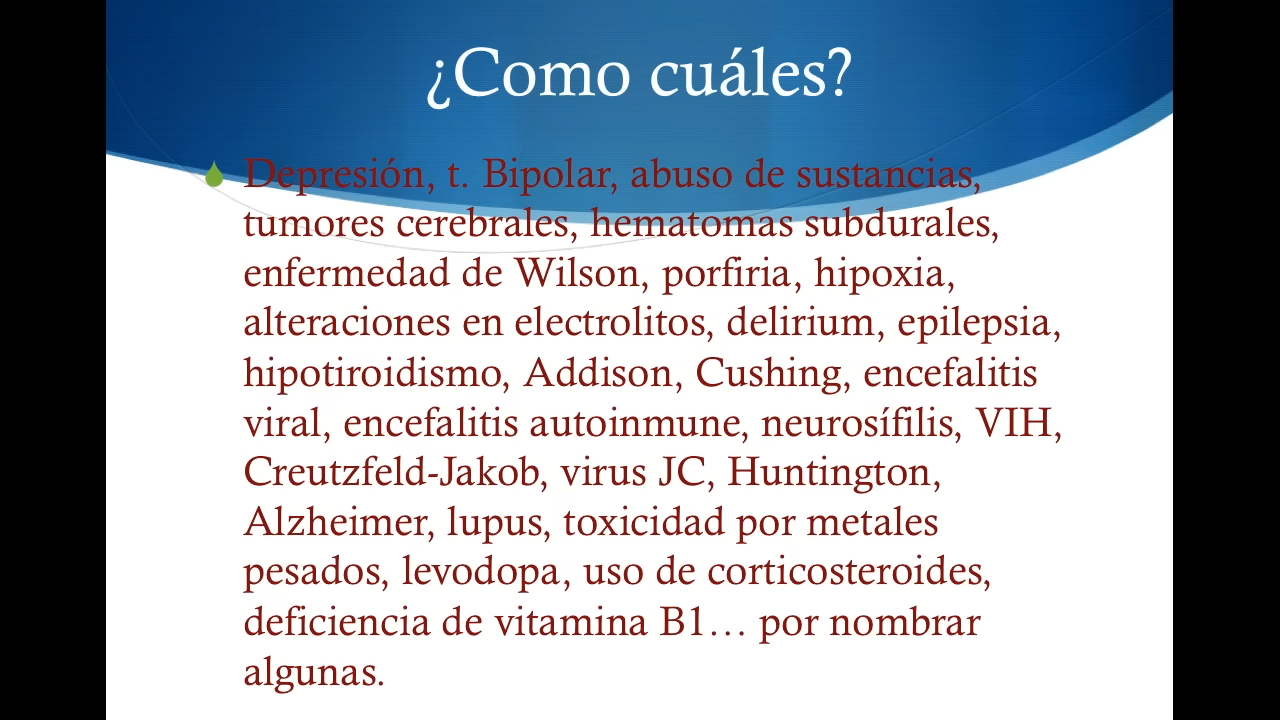 ¿Como cuáles?
Depresión, t. Bipolar, abuso de sustancias,
tumores cerebrales, hematomas subdurales,
enfermedad de Wilson, porfiria, hipoxia,
alteraciones en electrolitos, delirium, epilepsia,
hipotiroidismo, Addison, Cushing, encefalitis
viral, encefalitis autoinmune, neurosífilis, VIH,
Creutzfeld-Jakob, virus JC, Huntington,
Alzheimer, lupus, toxicidad por metales
pesados, levodopa, uso de corticosteroides,
deficiencia de vitamina B1… por nombrar
algunas.